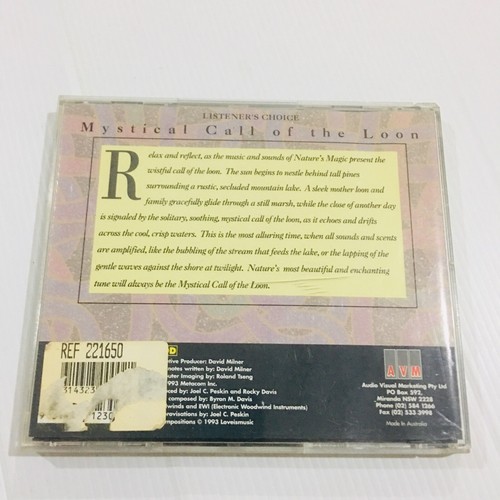 LISTENER'S CHOICE
Mystical Call of the Loon
Relax and reflect, as the music and sounds of Nature's Magic present the
wistful call of the loon. The sun begins to nestle behind tall pines
surrounding a rustic, secluded mountain lake. A sleek mother loon and
family gracefully glide through a still marsh, while the close of another day
is signaled by the solitary, soothing, mystical call of the loon, as it echoes and drifts
across the cool, crisp waters. This is the most alluring time, when all sounds and scents
are amplified, like the bubbling of the stream that feeds the lake, or the lapping of the
gentle waves against the shore at twilight. Nature's most beautiful and enchanting
tune will always be the Mystical Call of the Loon.
REF 221650
Producer: David Milner
notes written by: David Milner
Imaging by: Roland Tseng
1993 Metacom Inc.
by: Joel C. Peskin and Rocky Davis
composed by: Byron M. Davis
winds and EWI (Electronic Woodwind Instruments)
by: Joel C. Peskin
© 1993 Loveismusic
AVM
Audio Visual Marketing Pty Ltd
PO Box 592,
Miranda NSW 2228
Phone (02) 584 1266
Fax (02) 533 3998
Made in Australia